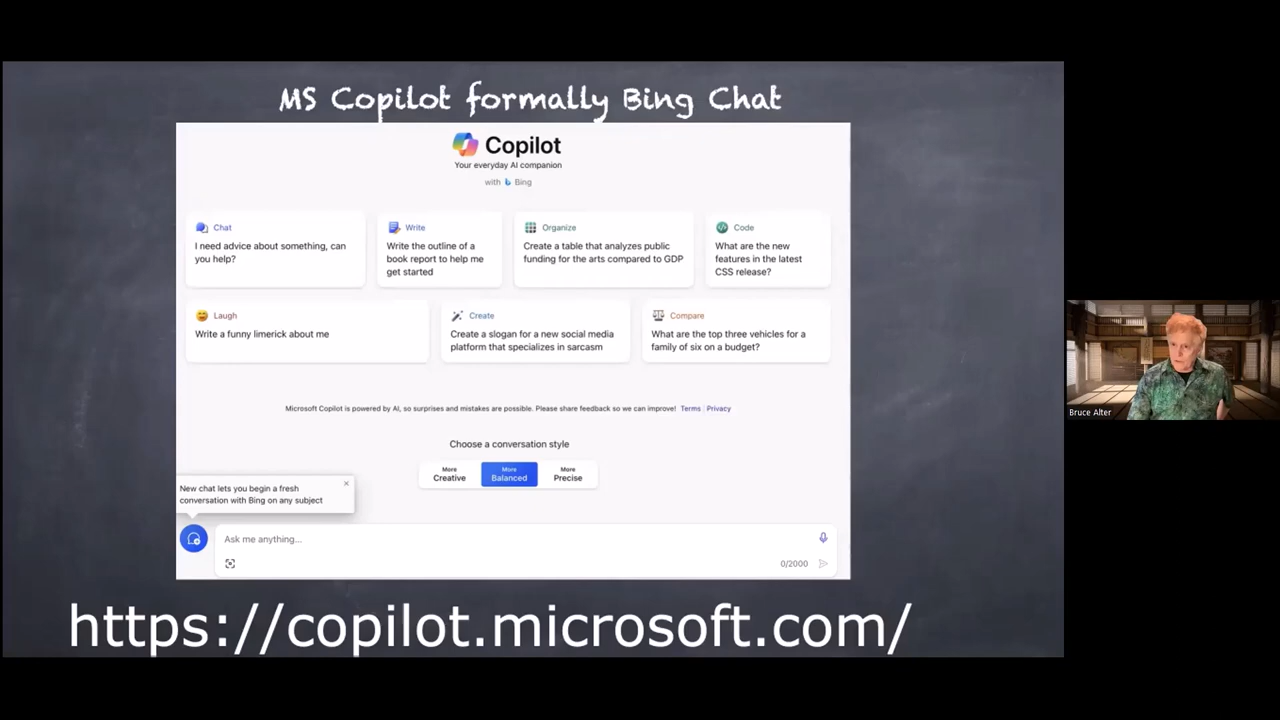 MS Copilot formally Bing Chat
Copilot
Your everyday AI companion
with Bing
Chat
I need advice about something, can
you help?
Write
Write the outline of a
book report to help me
get started
Organize
Create a table that analyzes public
funding for the arts compared to GDP
Code
What are the new
features in the latest
CSS release?
Laugh
Write a funny limerick about me
Create
Create a slogan for a new social media
platform that specializes in sarcasm
Compare
What are the top three vehicles for a
family of six on a budget?
Microsoft Copilot is powered by AI, so surprises and mistakes are possible. Please share feedback so we can improve! Terms | Privacy
Choose a conversation style
More
Creative
More
Balanced
More
Precise
New chat lets you begin a fresh
conversation with Bing on any subject
Ask me anything...
0/2000
https://copilot.microsoft.com/
Bruce Alter